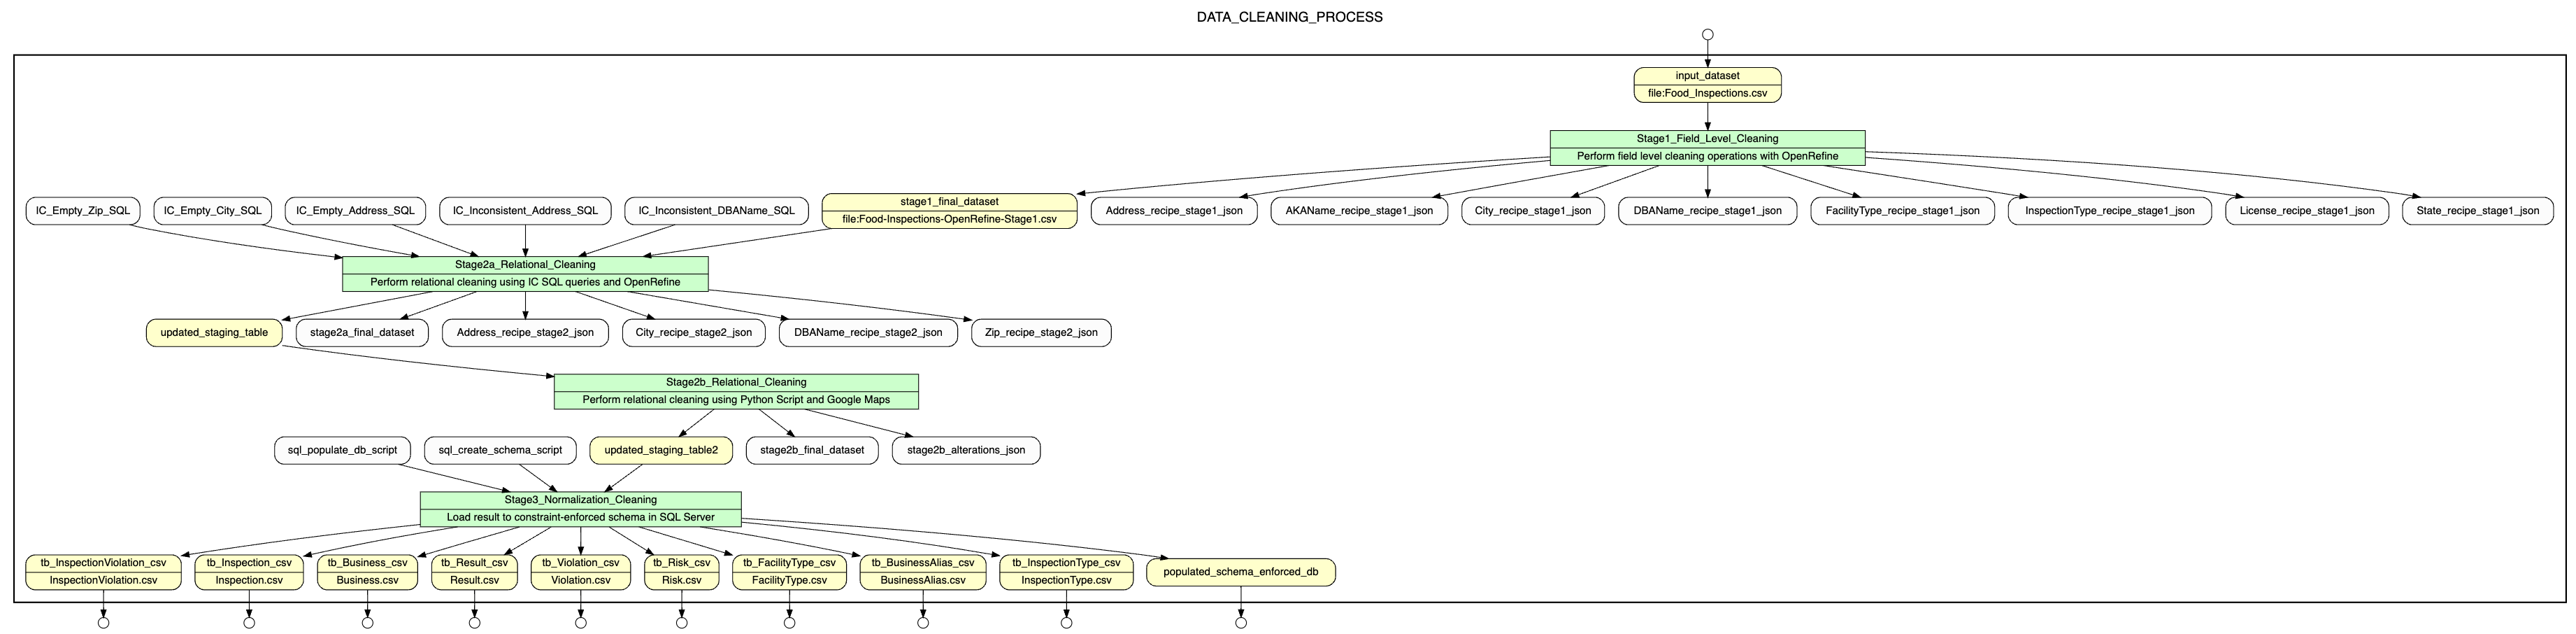 DATA_CLEANING_PROCESS
input_dataset
file:Food_Inspections.csv
Stage1_Field_Level_Cleaning
Perform field level cleaning operations with OpenRefine
IC_Empty_Zip_SQL
IC_Empty_City_SQL
IC_Empty_Address_SQL
IC_Inconsistent_Address_SQL
IC_Inconsistent_DBAName_SQL
stage1_final_dataset
file:Food-Inspections-OpenRefine-Stage1.csv
Address_recipe_stage1_json
AKAName_recipe_stage1_json
City_recipe_stage1_json
DBAName_recipe_stage1_json
FacilityType_recipe_stage1_json
InspectionType_recipe_stage1_json
License_recipe_stage1_json
State_recipe_stage1_json
Stage2a_Relational_Cleaning
Perform relational cleaning using IC SQL queries and OpenRefine
updated_staging_table
stage2a_final_dataset
Address_recipe_stage2_json
City_recipe_stage2_json
DBAName_recipe_stage2_json
Zip_recipe_stage2_json
Stage2b_Relational_Cleaning
Perform relational cleaning using Python Script and Google Maps
sql_populate_db_script
sql_create_schema_script
updated_staging_table2
stage2b_final_dataset
stage2b_alterations_json
Stage3_Normalization_Cleaning
Load result to constraint-enforced schema in SQL Server
tb_InspectionViolation_csv
InspectionViolation.csv
tb_Inspection_csv
Inspection.csv
tb_Business_csv
Business.csv
tb_Result_csv
Result.csv
tb_Violation_csv
Violation.csv
tb_Risk_csv
Risk.csv
tb_FacilityType_csv
FacilityType.csv
tb_BusinessAlias_csv
BusinessAlias.csv
tb_InspectionType_csv
InspectionType.csv
populated_schema_enforced_db